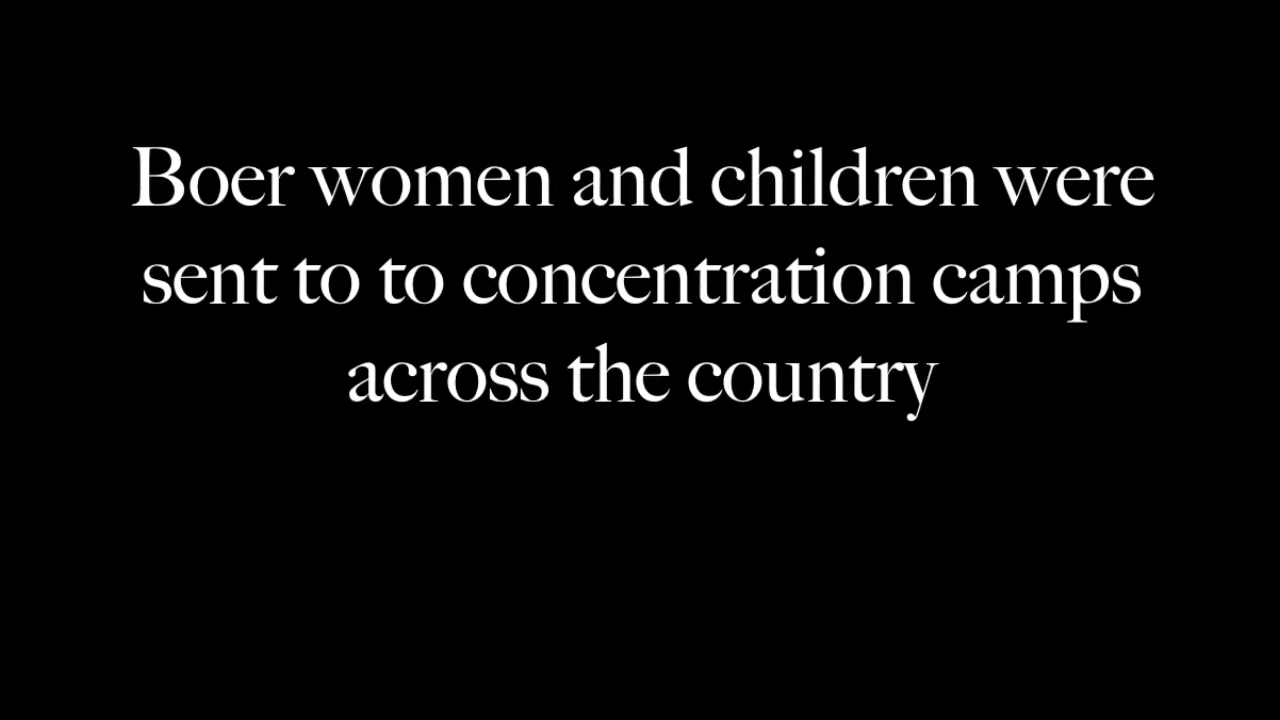 Boer women and children were
sent to to concentration camps
across the country